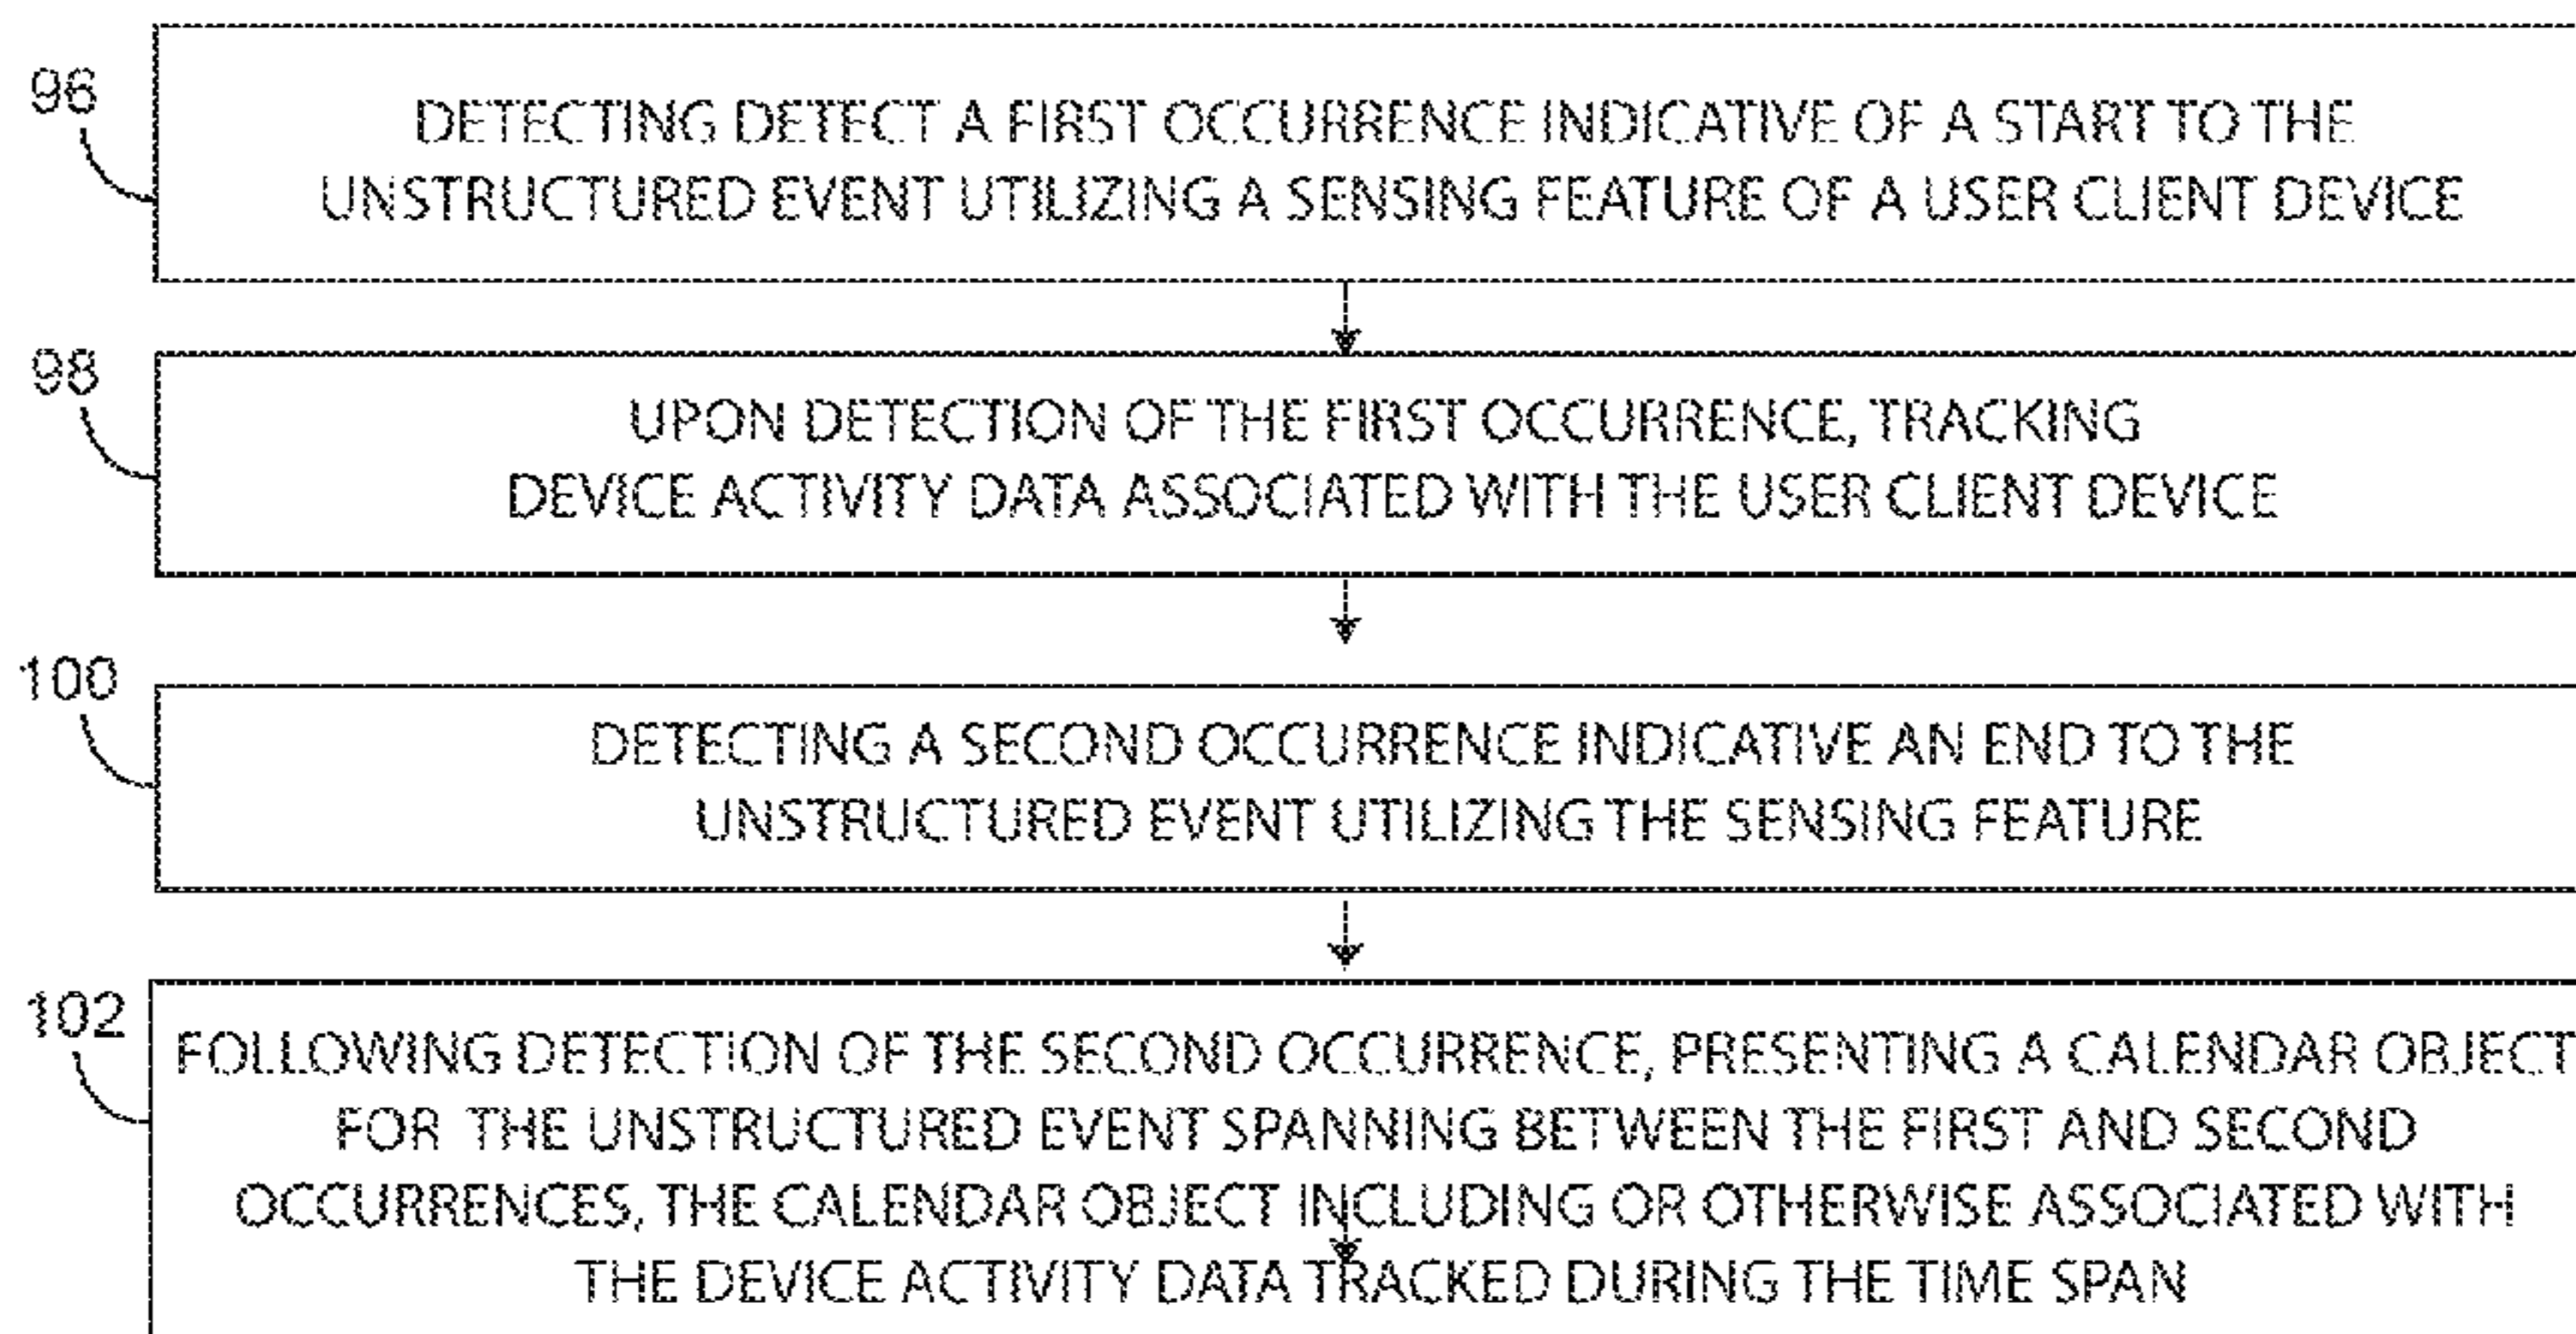 96
DETECTING DETECT A FIRST OCCURRENCE INDICATIVE OF A START TO THE
UNSTRUCTURED EVENT UTILIZING A SENSING FEATURE OF A USER CLIENT DEVICE
98
UPON DETECTION OF THE FIRST OCCURRENCE, TRACKING
DEVICE ACTIVITY DATA ASSOCIATED WITH THE USER CLIENT DEVICE
100
DETECTING A SECOND OCCURRENCE INDICATIVE AN END TO THE
UNSTRUCTURED EVENT UTILIZING THE SENSING FEATURE
102
FOLLOWING DETECTION OF THE SECOND OCCURRENCE, PRESENTING A CALENDAR OBJECT
FOR THE UNSTRUCTURED EVENT SPANNING BETWEEN THE FIRST AND SECOND
OCCURRENCES, THE CALENDAR OBJECT INCLUDING OR OTHERWISE ASSOCIATED WITH
THE DEVICE ACTIVITY DATA TRACKED DURING THE TIME SPAN